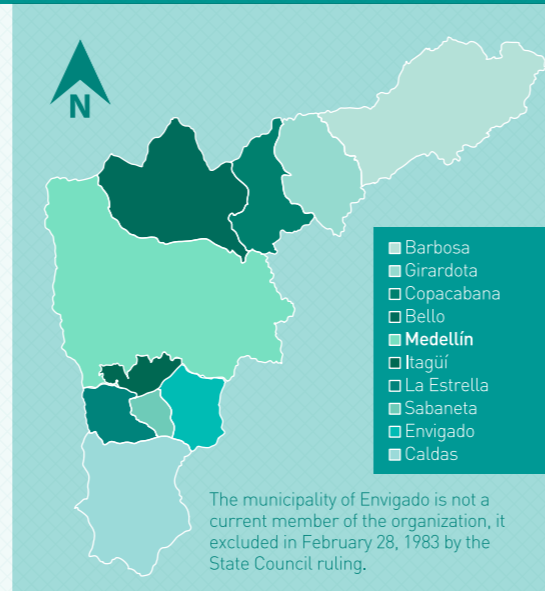 N
Barbosa
Girardota
Copacabana
Bello
Medellín
Itagüí
La Estrella
Sabaneta
Envigado
Caldas
The municipality of Envigado is not a
current member of the organization, it
excluded in February 28, 1983 by the
State Council ruling.